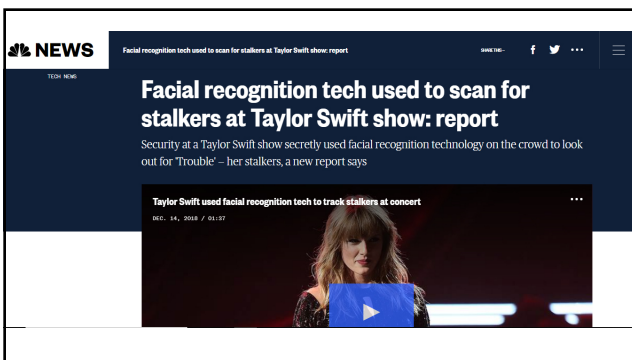 NEWS
Facial recognition tech used to scan for stalkers at Taylor Swift show: report
SHARE THIS –
TECH NEWS
Facial recognition tech used to scan for
stalkers at Taylor Swift show: report
Security at a Taylor Swift show secretly used facial recognition technology on the crowd to look
out for 'Trouble' – her stalkers, a new report says
Taylor Swift used facial recognition tech to track stalkers at concert
DEC. 14, 2018 / 01:37